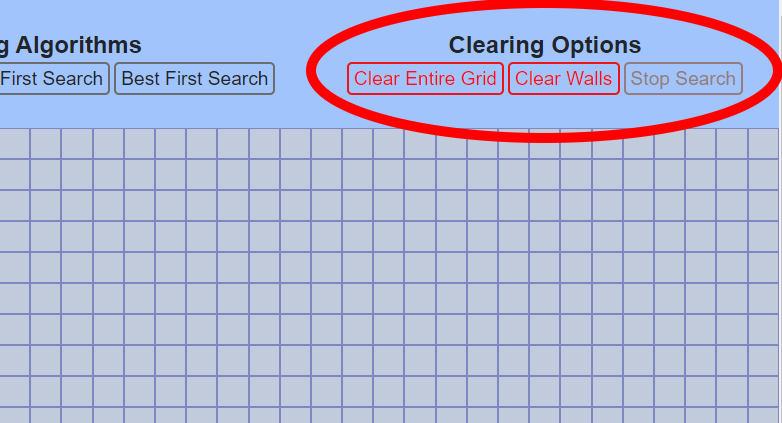 g Algorithms
Clearing Options
First Search
Best First Search
Clear Entire Grid
Clear Walls
Stop Search